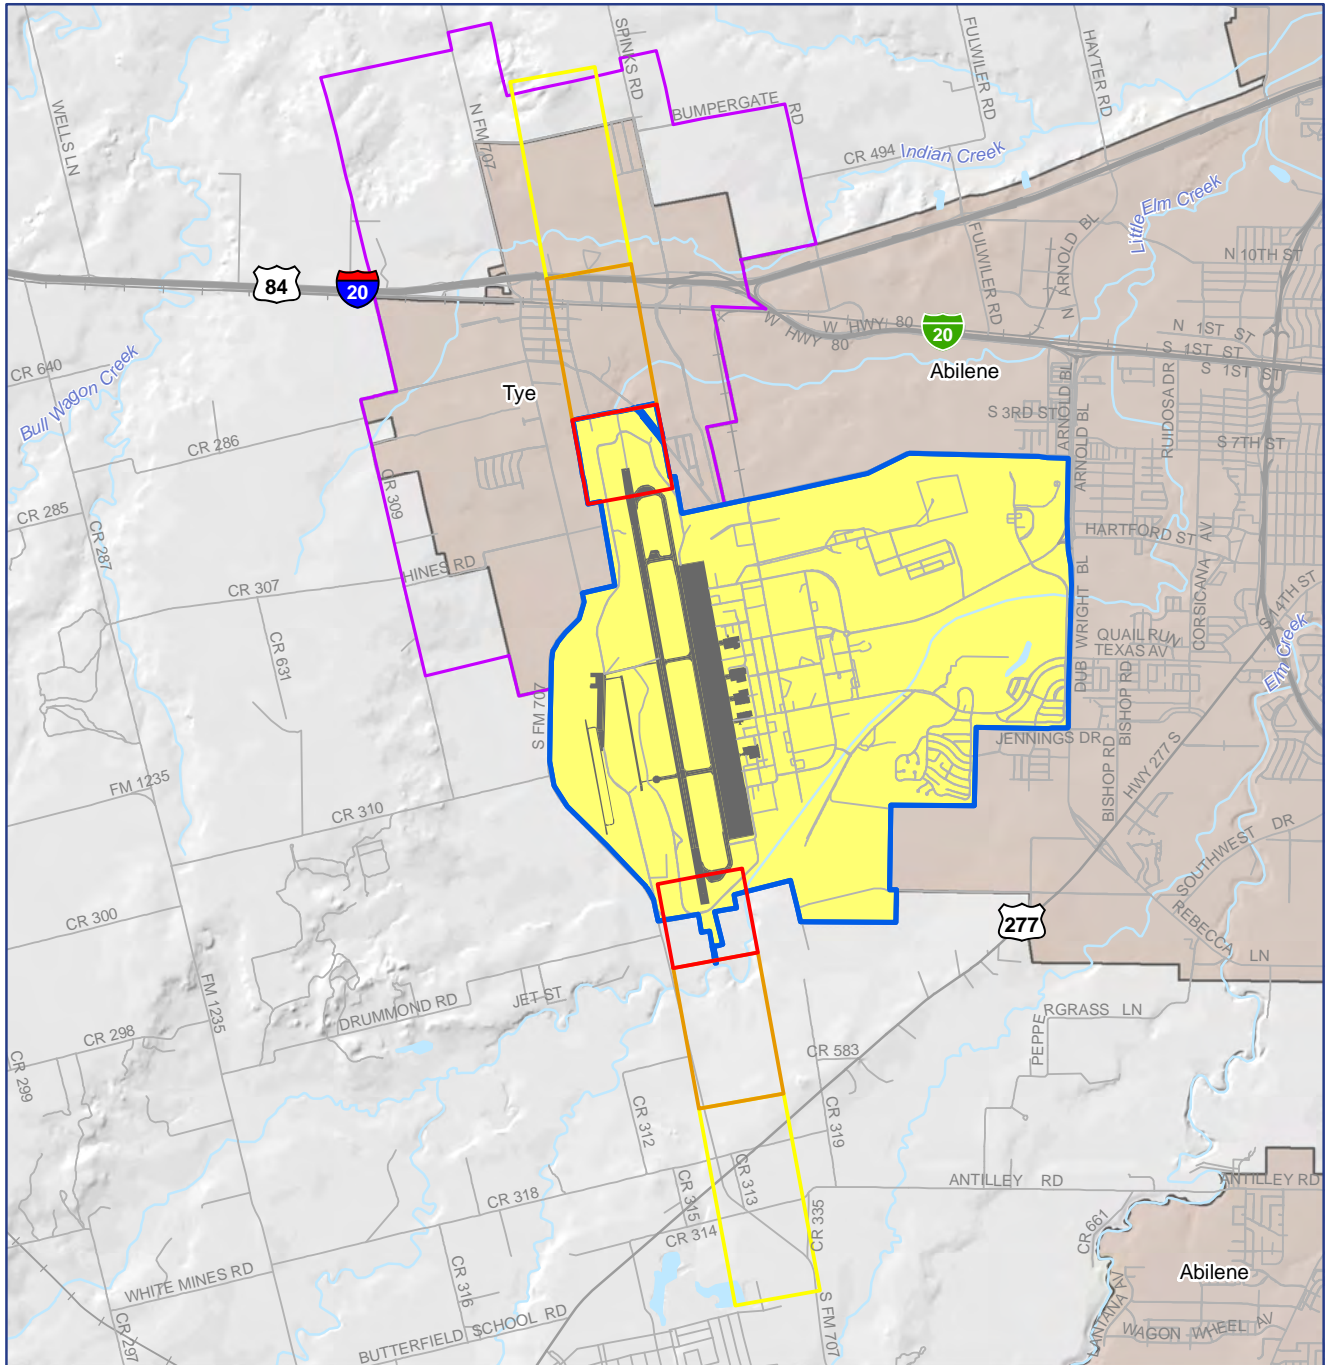 SPINKS RD
FULWILER RD
HAYTER RD
WELLS LN
N FM 707
BUMPERGATE RD
CR 494
Indian Creek
Little Elm Creek
FULWILER RD
ARNOLD BL N
N 10TH ST
84
20
W HWY 80
W HWY 80
20
N 1ST ST
S 1ST ST
S 1ST ST
CR 640
Bull Wagon Creek
Tye
Abilene
ARNOLD BL
RUIDOSA DR
S 3RD ST
ARNOLD BL
S 7TH ST
CR 286
CR 309
CR 285
CR 287
HARTFORD ST
CORSICANA AV
S 14TH ST
HINES RD
CR 307
DUB WRIGHT BL
QUAIL RUN
TEXAS AV
CR 631
BISHOP RD
Elm Creek
S FM 707
JENNINGS DR
BISHOP RD
HWY 277 S
FM 1235
CR 310
SOUTHWEST DR
CR 300
277
REBECCA LN
FM 1235
JET ST
DRUMMOND RD
PEPPE
RGRASS LN
CR 298
CR 299
CR 583
CR 312
CR 319
CR 313
ANTILLEY RD
ANTILLEY RD
CR 318
CR 315
CR 314
CR 335
CR 661
WHITE MINES RD
CR 316
Abilene
LANTANA AV
S FM 707
CR 297
BUTTERFIELD SCHOOL RD
WAGON WHEEL AV